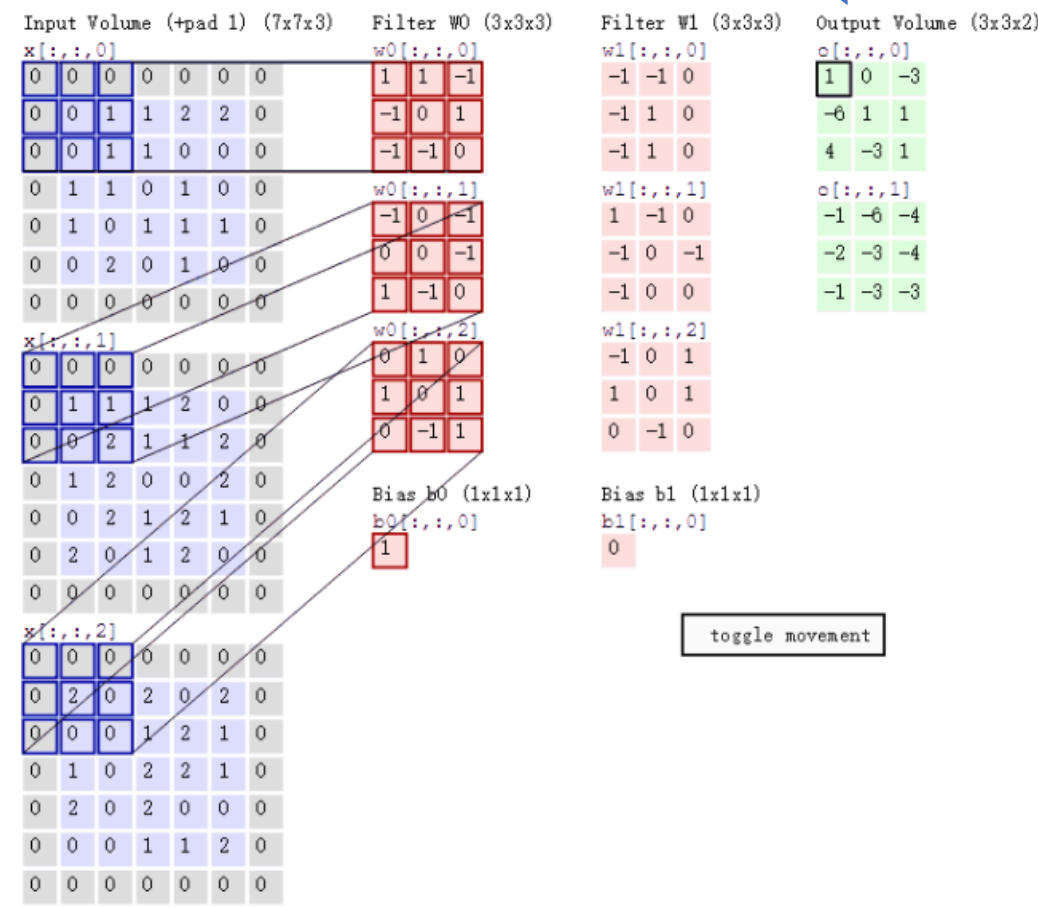 Input Volume (+pad 1) (7x7x3)
x[:,:,0]
0 0 0 0 0 0 0
0 0 1 1 2 2 0
0 0 1 1 0 0 0
0 1 1 0 1 0 0
0 1 0 1 1 1 0
0 0 2 0 1 0 0
0 0 0 0 0 0 0
x[:,:,1]
0 0 0 0 0 0 0
0 1 1 1 2 0 0
0 0 2 1 1 2 0
0 1 2 0 0 2 0
0 0 2 1 2 1 0
0 2 0 1 2 0 0
0 0 0 0 0 0 0
x[:,:,2]
0 0 0 0 0 0 0
0 2 0 2 0 2 0
0 0 0 1 2 1 0
0 1 0 2 2 1 0
0 2 0 2 0 0 0
0 0 0 1 1 2 0
0 0 0 0 0 0 0
Filter W0 (3x3x3)
w0[:,:,0]
1 1 -1
-1 0 1
-1 -1 0
w0[:,:,1]
-1 0 -1
0 0 -1
1 -1 0
w0[:,:,2]
0 1 0
1 0 1
0 -1 1
Bias b0 (1x1x1)
b0[:,:,0]
1
Filter W1 (3x3x3)
w1[:,:,0]
-1 -1 0
-1 1 0
-1 1 0
w1[:,:,1]
1 -1 0
-1 0 -1
-1 0 0
w1[:,:,2]
-1 0 1
1 0 1
0 -1 0
Bias b1 (1x1x1)
b1[:,:,0]
0
Output Volume (3x3x2)
o[:,:,0]
1 0 -3
-6 1 1
4 -3 1
o[:,:,1]
-1 -6 -4
-2 -3 -4
-1 -3 -3
toggle movement